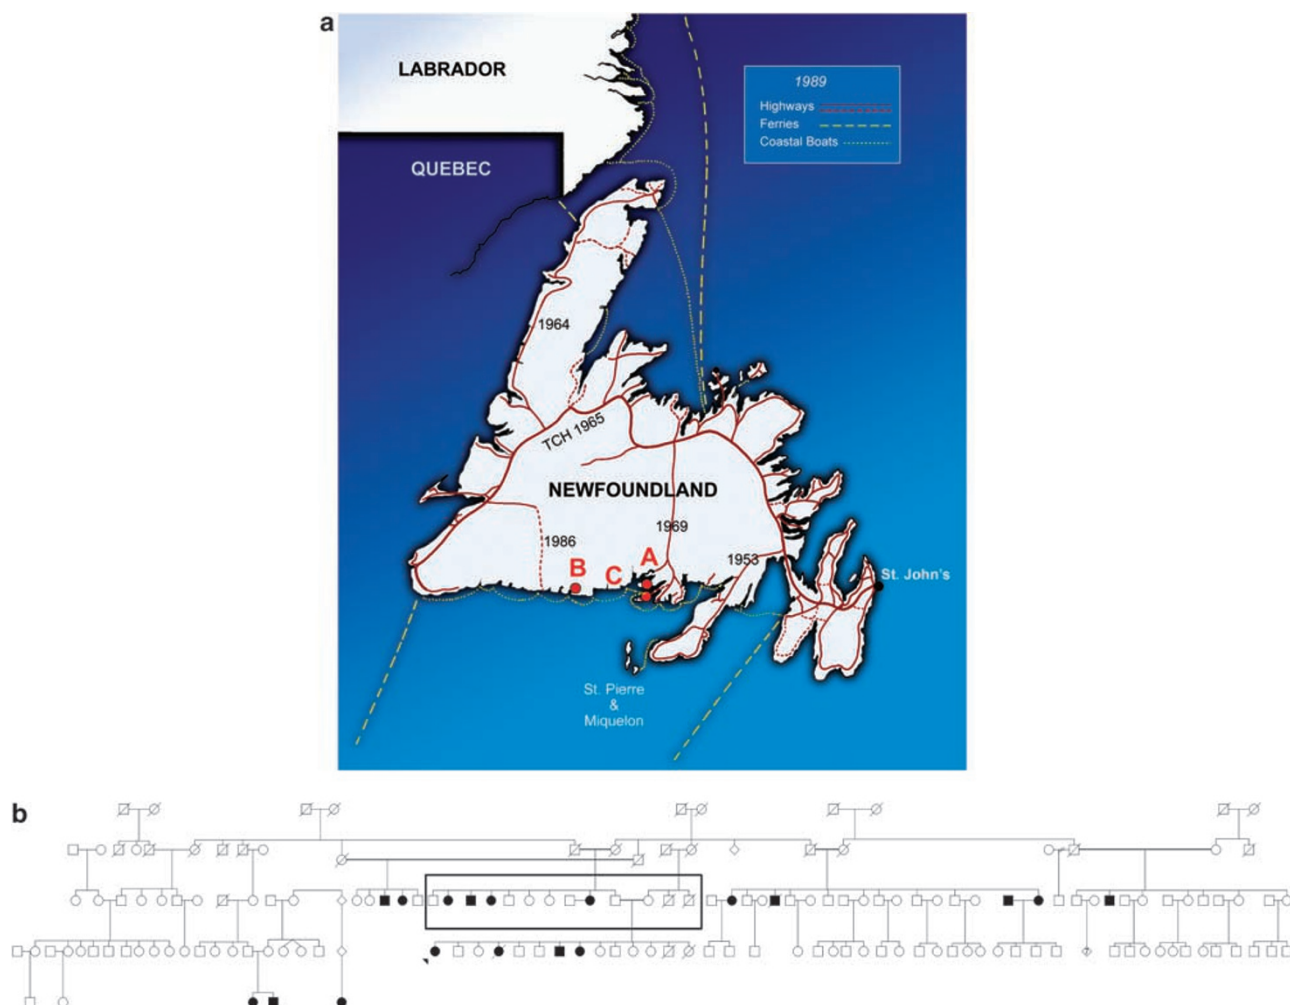 a
LABRADOR
1989
Highways
Ferries
Coastal Boats
QUEBEC
1964
TCH 1965
NEWFOUNDLAND
1969
1986
1953
B
C
A
St. John's
St. Pierre
&
Miquelon
b